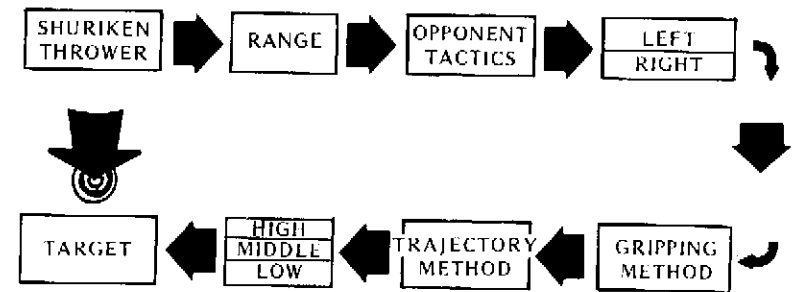 SHURIKEN
THROWER
RANGE
OPPONENT
TACTICS
LEFT
RIGHT
GRIPPING
METHOD
TRAJECTORY
METHOD
HIGH
MIDDLE
LOW
TARGET